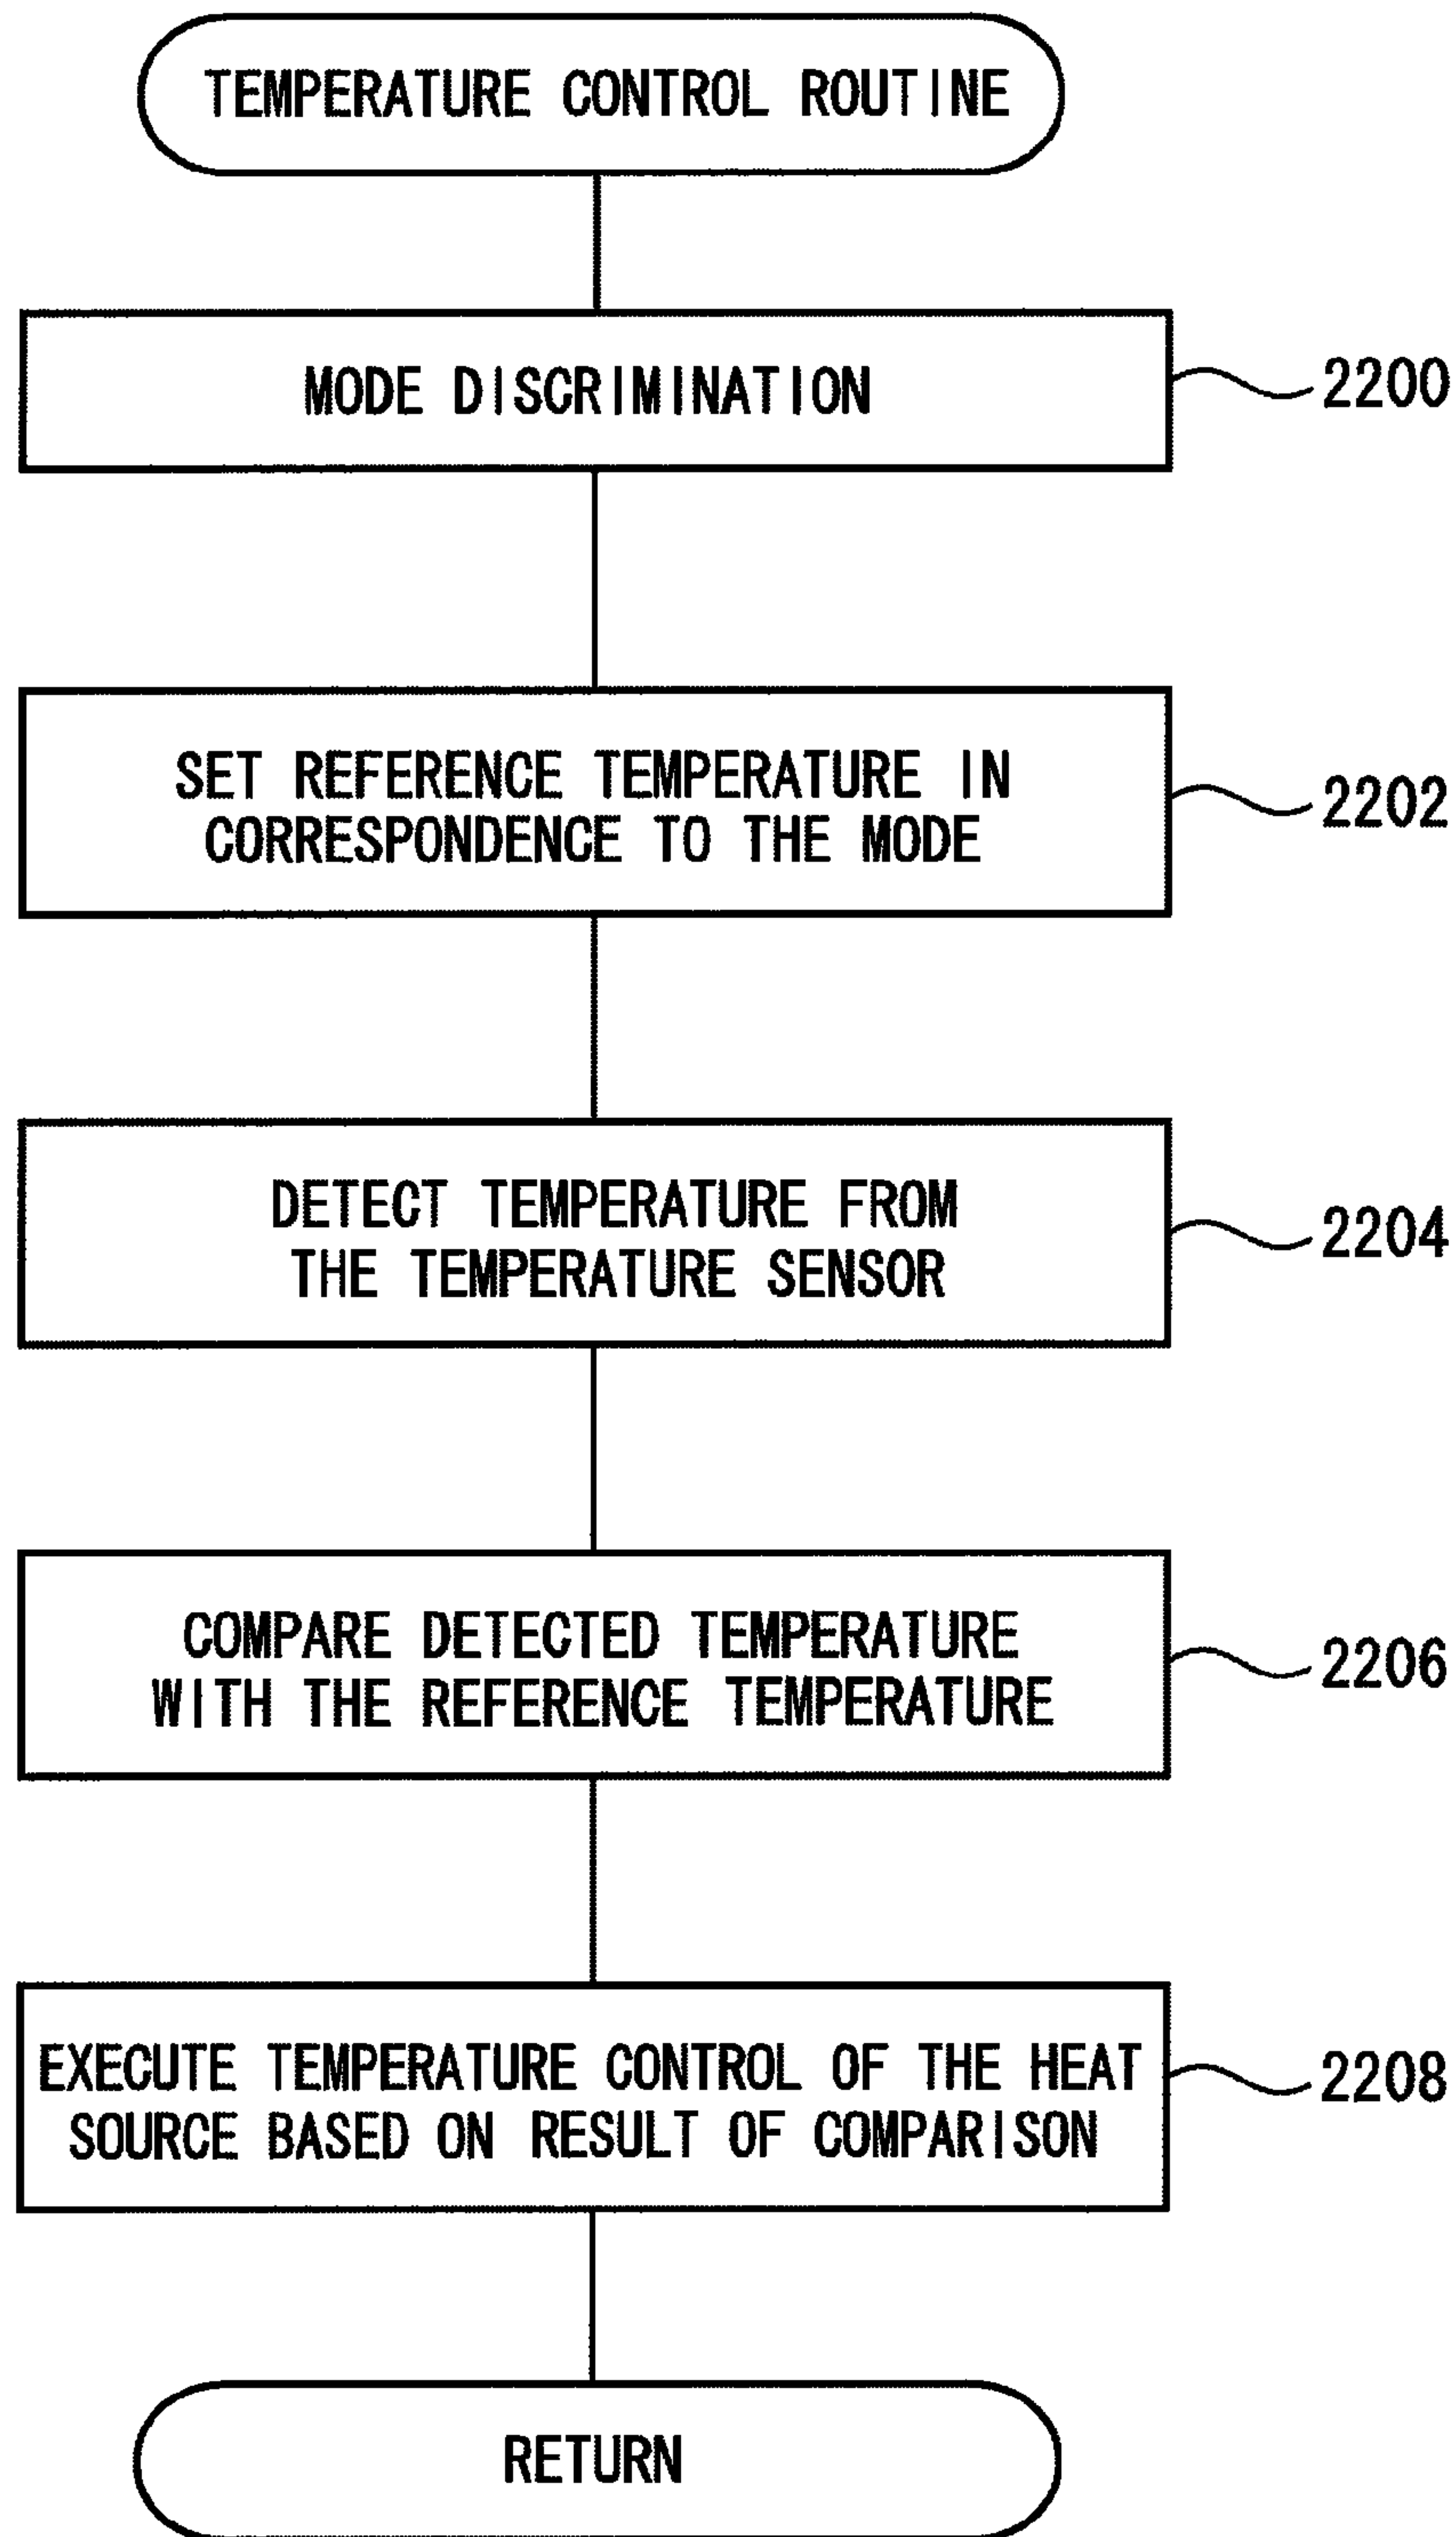 TEMPERATURE CONTROL ROUTINE
MODE DISCRIMINATION
2200
SET REFERENCE TEMPERATURE IN
CORRESPONDENCE TO THE MODE
2202
DETECT TEMPERATURE FROM
THE TEMPERATURE SENSOR
2204
COMPARE DETECTED TEMPERATURE
WITH THE REFERENCE TEMPERATURE
2206
EXECUTE TEMPERATURE CONTROL OF THE HEAT
SOURCE BASED ON RESULT OF COMPARISON
2208
RETURN